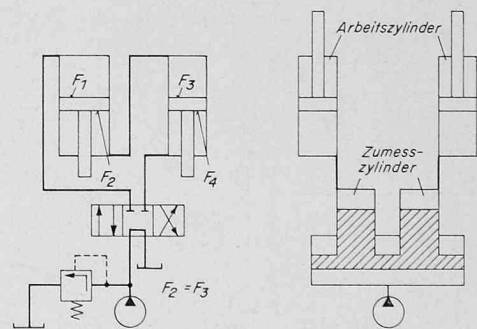 F1
F3
F2
F4
F2 = F3
Arbeitszylinder
Zumess-
zylinder